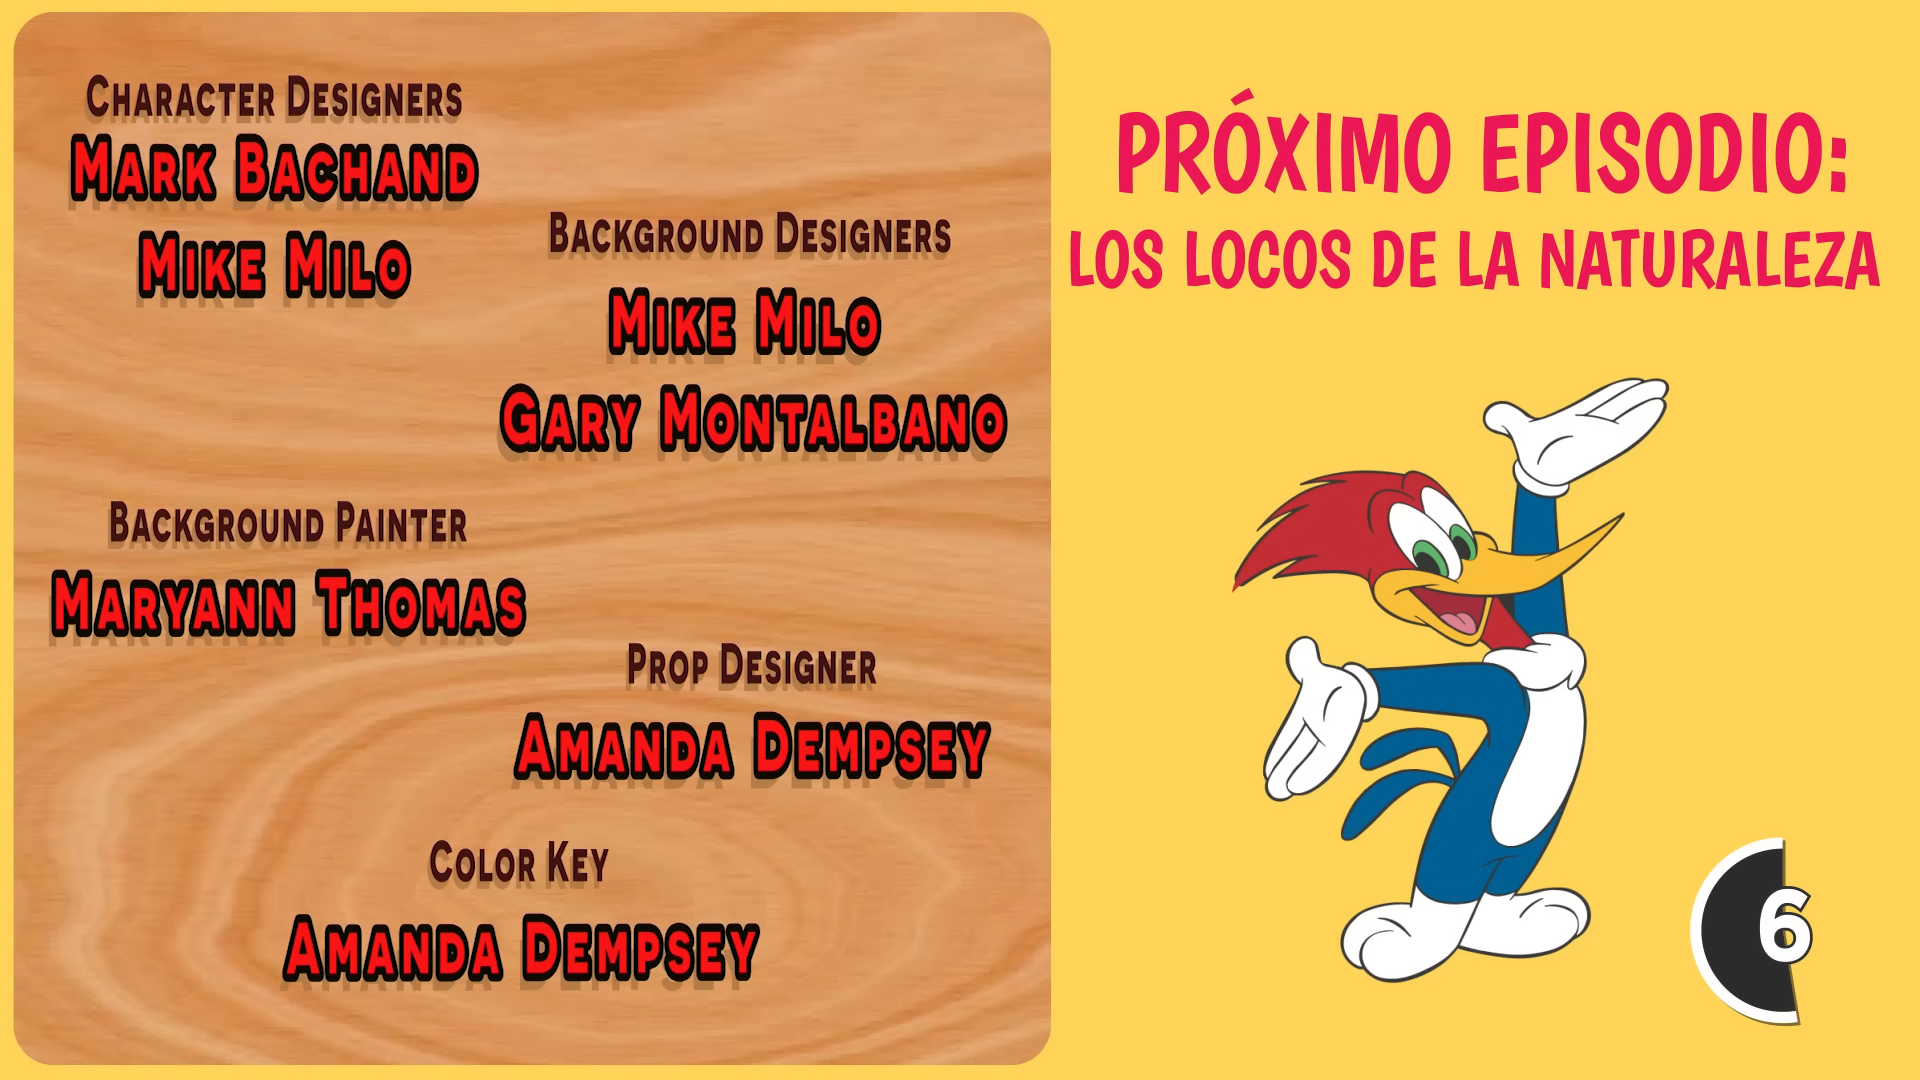 Character Designers
Mark Bachand
Mike Milo
Background Designers
Mike Milo
Gary Montalbano
Background Painter
Maryann Thomas
Prop Designer
Amanda Dempsey
Color Key
Amanda Dempsey
PRÓXIMO EPISODIO:
LOS LOCOS DE LA NATURALEZA
6